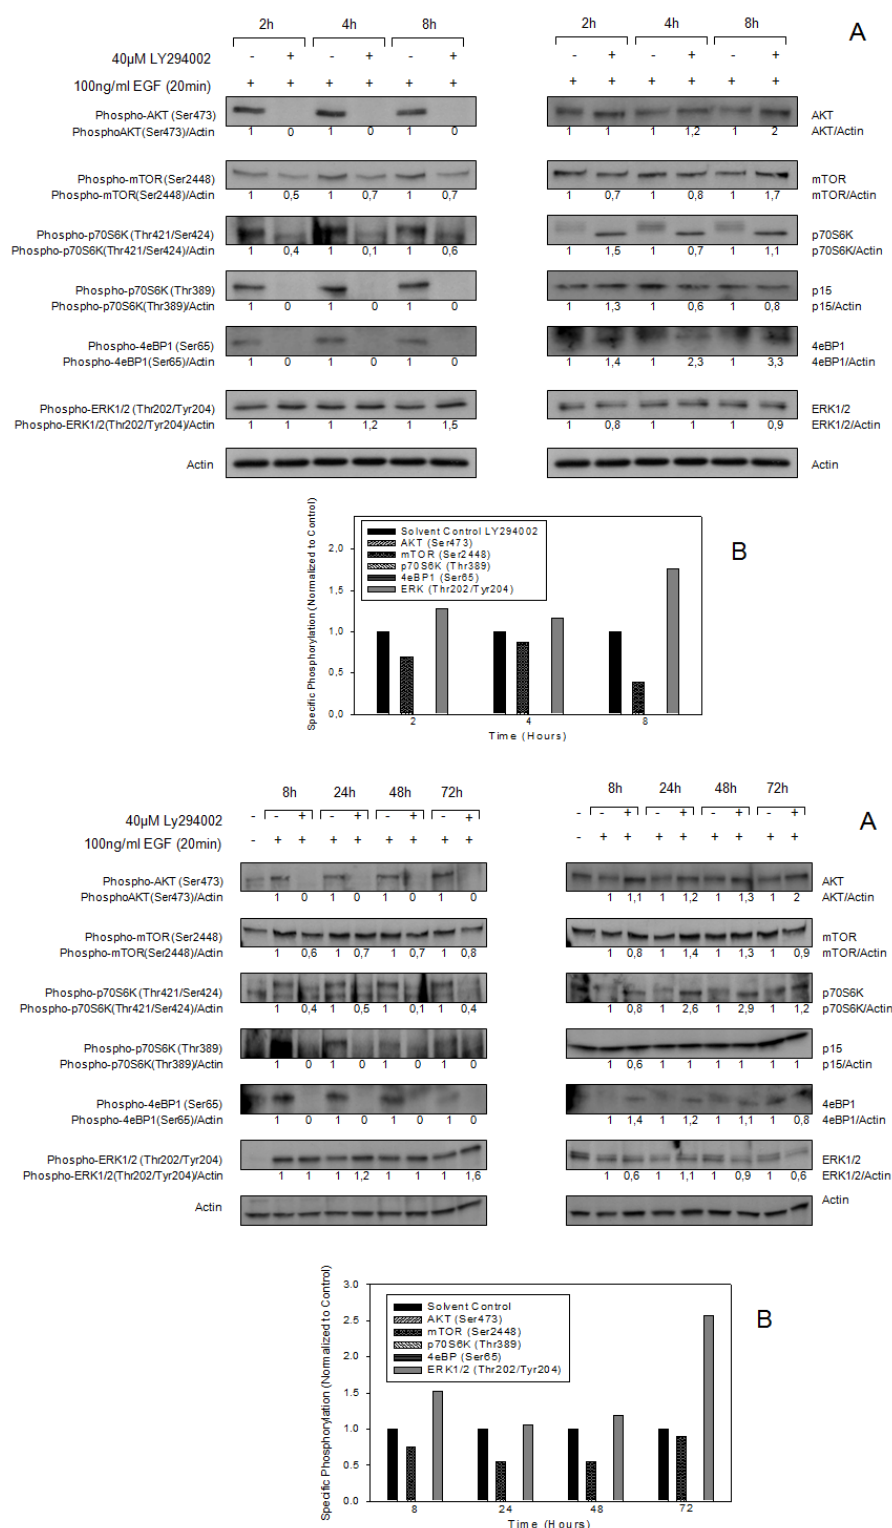 2h 4h 8h 2h 4h 8h A
40µM LY294002 - + - + - + - + - + - +
100ng/ml EGF (20min) + + + + + + + + + + + +
Phospho-AKT (Ser473) AKT
PhosphoAKT(Ser473)/Actin 1 0 1 0 1 0 1 1 1 1,2 1 2 AKT/Actin
Phospho-mTOR (Ser2448) mTOR
Phospho-mTOR(Ser2448)/Actin 1 0,5 1 0,7 1 0,7 1 0,7 1 0,8 1 1,7 mTOR/Actin
Phospho-p70S6K (Thr421/Ser424) p70S6K
Phospho-p70S6K(Thr421/Ser424)/Actin 1 0,4 1 0,1 1 0,6 1 1,5 1 0,7 1 1,1 p70S6K/Actin
Phospho-p70S6K (Thr389) p15
Phospho-p70S6K(Thr389)/Actin 1 0 1 0 1 0 1 1,3 1 0,6 1 0,8 p15/Actin
Phospho-4eBP1 (Ser65) 4eBP1
Phospho-4eBP1(Ser65)/Actin 1 0 1 0 1 0 1 1,4 1 2,3 1 3,3 4eBP1/Actin
Phospho-ERK1/2 (Thr202/Tyr204) ERK1/2
Phospho-ERK1/2(Thr202/Tyr204)/Actin 1 1 1 1,2 1 1,5 1 0,8 1 1 1 0,9 ERK1/2/Actin
Actin Actin
B
Specific Phosphorylation (Normalized to Control)
Solvent Control LY294002
AKT (Ser473)
mTOR (Ser2448)
p70S6K (Thr389)
4eBP1 (Ser65)
ERK (Thr202/Tyr204)
2,0
1,5
1,0
0,5
0,0
2 4 8
Time (Hours)
8h 24h 48h 72h 8h 24h 48h 72h A
40µM Ly294002 - - + - + - + - + - - + - + - + - +
100ng/ml EGF (20min) - + + + + + + + + - + + + + + + + +
Phospho-AKT (Ser473) AKT
PhosphoAKT(Ser473)/Actin 1 0 1 0 1 0 1 0 1 1,1 1 1,2 1 1,3 1 2 AKT/Actin
Phospho-mTOR (Ser2448) mTOR
Phospho-mTOR(Ser2448)/Actin 1 0,6 1 0,7 1 0,7 1 0,8 1 0,8 1 1,4 1 1,3 1 0,9 mTOR/Actin
Phospho-p70S6K (Thr421/Ser424) p70S6K
Phospho-p70S6K(Thr421/Ser424)/Actin 1 0,4 1 0,5 1 0,1 1 0,4 1 0,8 1 2,6 1 2,9 1 1,2 p70S6K/Actin
Phospho-p70S6K (Thr389) p15
Phospho-p70S6K(Thr389)/Actin 1 0 1 0 1 0 1 0 1 0,6 1 1 1 1 1 1 p15/Actin
Phospho-4eBP1 (Ser65) 4eBP1
Phospho-4eBP1(Ser65)/Actin 1 0 1 0 1 0 1 0 1 1,4 1 1,2 1 1,1 1 0,8 4eBP1/Actin
Phospho-ERK1/2 (Thr202/Tyr204) ERK1/2
Phospho-ERK1/2(Thr202/Tyr204)/Actin 1 1 1 1,2 1 1 1 1,6 1 0,6 1 1,1 1 0,9 1 0,6 ERK1/2/Actin
Actin Actin
B
Specific Phosphorylation (Normalized to Control)
Solvent Control
AKT (Ser473)
mTOR (Ser2448)
p70S6K (Thr389)
4eBP (Ser65)
ERK1/2 (Thr202/Tyr204)
3.0
2.5
2.0
1.5
1.0
0.5
0.0
8 24 48 72
Time (Hours)